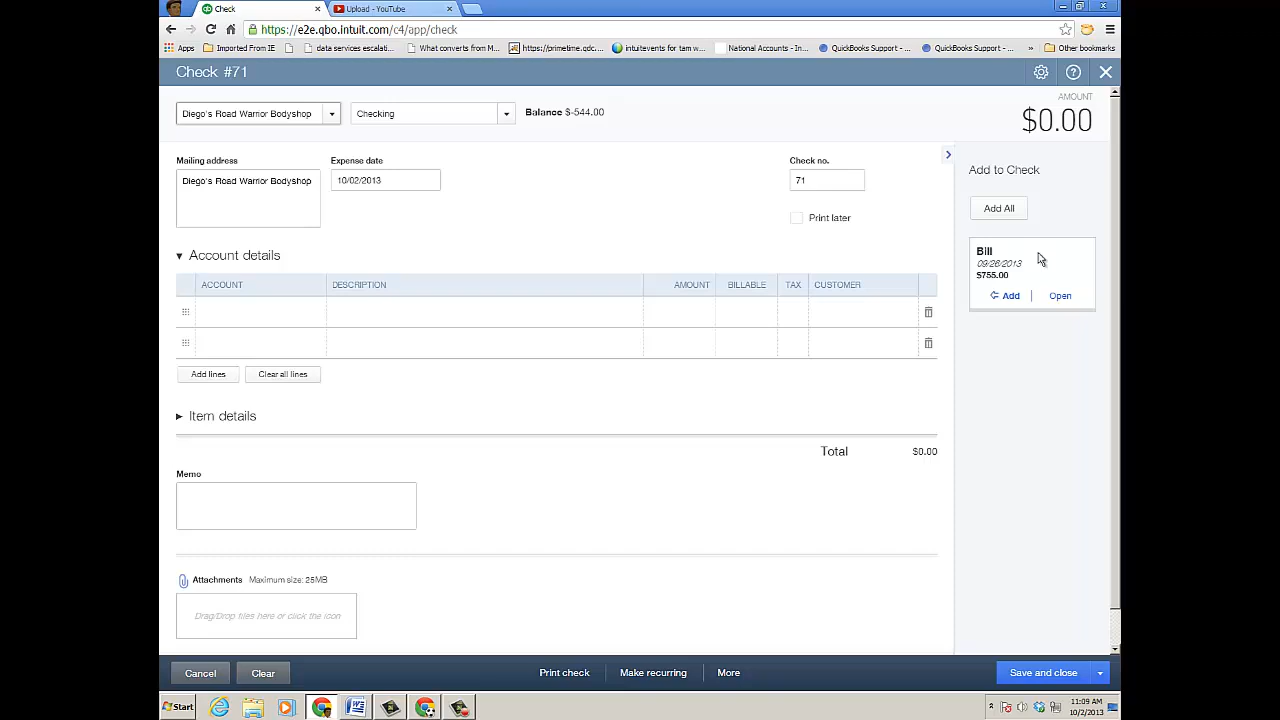 Check
Upload - YouTube
https://e2e.qbo.intuit.com/c4/app/check
Apps
Imported From IE
data services escalati...
What converts from M...
https://primetime.qdc....
intuitevents for tam w...
National Accounts - In...
QuickBooks Support - ...
QuickBooks Support - ...
»
Other bookmarks
Check #71
Diego's Road Warrior Bodyshop
Checking
Balance $-544.00
AMOUNT
$0.00
Mailing address
Diego's Road Warrior Bodyshop
Expense date
10/02/2013
Check no.
71
Print later
Add to Check
Add All
Bill
09/26/2013
$755.00
Add
Open
Account details
ACCOUNT DESCRIPTION AMOUNT BILLABLE TAX CUSTOMER
Add lines
Clear all lines
Item details
Total $0.00
Memo
Attachments Maximum size: 25MB
Drag/Drop files here or click the icon
Cancel
Clear
Print check
Make recurring
More
Save and close
Start
11:09 AM
10/2/2013